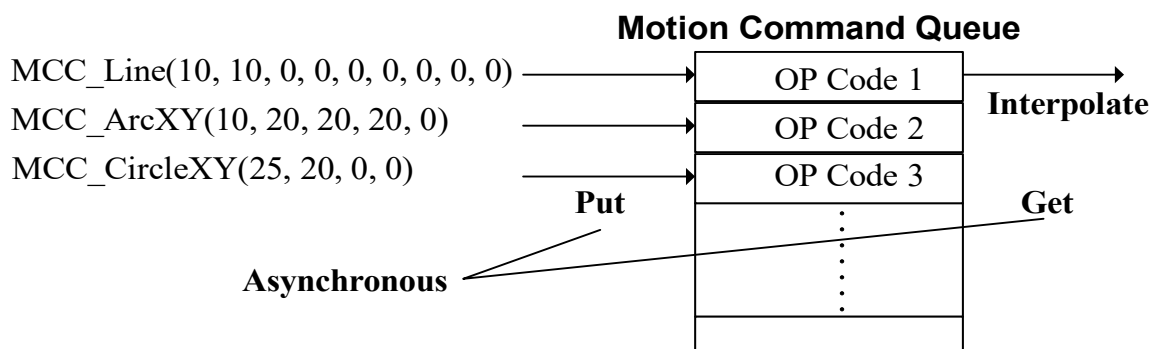 Motion Command Queue
MCC_Line(10, 10, 0, 0, 0, 0, 0, 0, 0)
OP Code 1
Interpolate
MCC_ArcXY(10, 20, 20, 20, 0)
OP Code 2
MCC_CircleXY(25, 20, 0, 0)
OP Code 3
Put
Get
Asynchronous